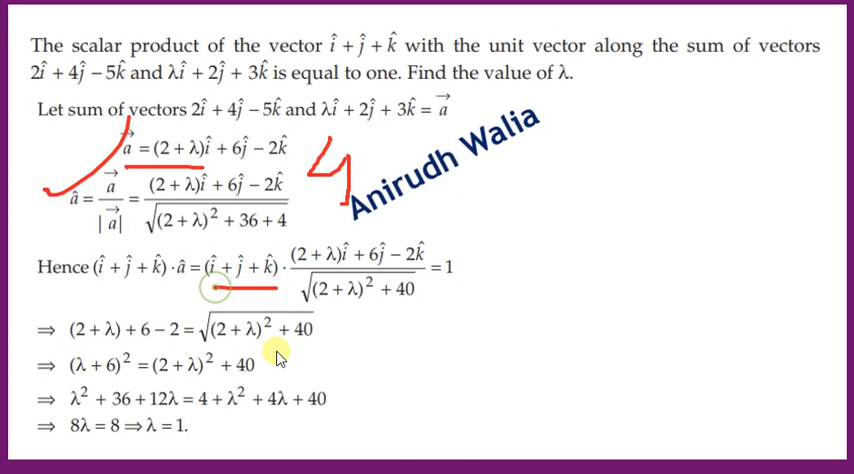 The scalar product of the vector î + ĵ + k̂ with the unit vector along the sum of vectors
2î + 4ĵ − 5k̂ and λî + 2ĵ + 3k̂ is equal to one. Find the value of λ.
Let sum of vectors 2î + 4ĵ − 5k̂ and λî + 2ĵ + 3k̂ = a⃗
a⃗ = (2 + λ)î + 6ĵ − 2k̂
â = a⃗ / |a⃗| = ((2 + λ)î + 6ĵ − 2k̂) / √((2 + λ)² + 36 + 4)
4
Anirudh Walia
Hence (î + ĵ + k̂) · â = (î + ĵ + k̂) · ((2 + λ)î + 6ĵ − 2k̂) / √((2 + λ)² + 40) = 1
⇒ (2 + λ) + 6 − 2 = √((2 + λ)² + 40)
⇒ (λ + 6)² = (2 + λ)² + 40
⇒ λ² + 36 + 12λ = 4 + λ² + 4λ + 40
⇒ 8λ = 8 ⇒ λ = 1.